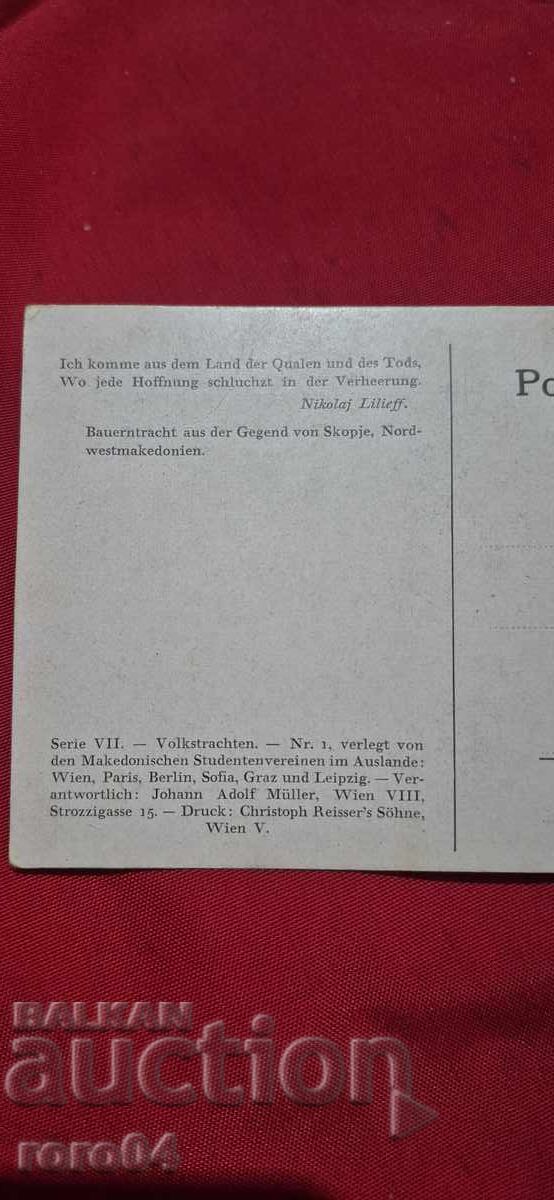 Ich komme aus dem Land der Qualen und des Tods,
Wo jede Hoffnung schluchzt in der Verheerung.
Nikolaj Lilieff.
Bauerntracht aus der Gegend von Skopje, Nord-
westmakedonien.
Po
Serie VII. — Volkstrachten. — Nr. 1, verlegt von
den Makedonischen Studentenvereinen im Auslande:
Wien, Paris, Berlin, Sofia, Graz und Leipzig. — Ver-
antwortlich: Johann Adolf Müller, Wien VIII,
Strozzigasse 15. — Druck: Christoph Reisser's Söhne,
Wien V.
BALKAN
auction
roro04